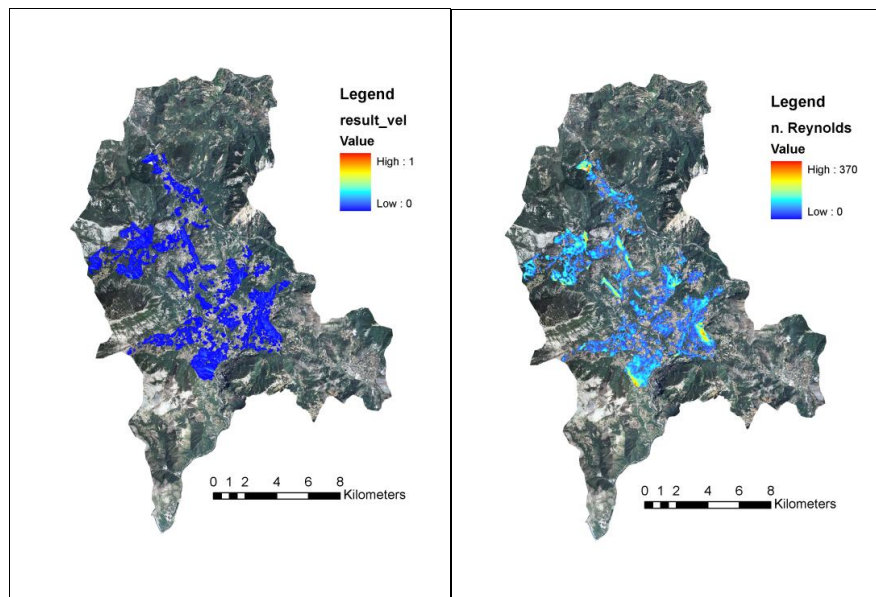 Legend
result_vel
Value
High : 1
Low : 0
0 1 2 4 6 8
Kilometers
Legend
n. Reynolds
Value
High : 370
Low : 0
0 1 2 4 6 8
Kilometers